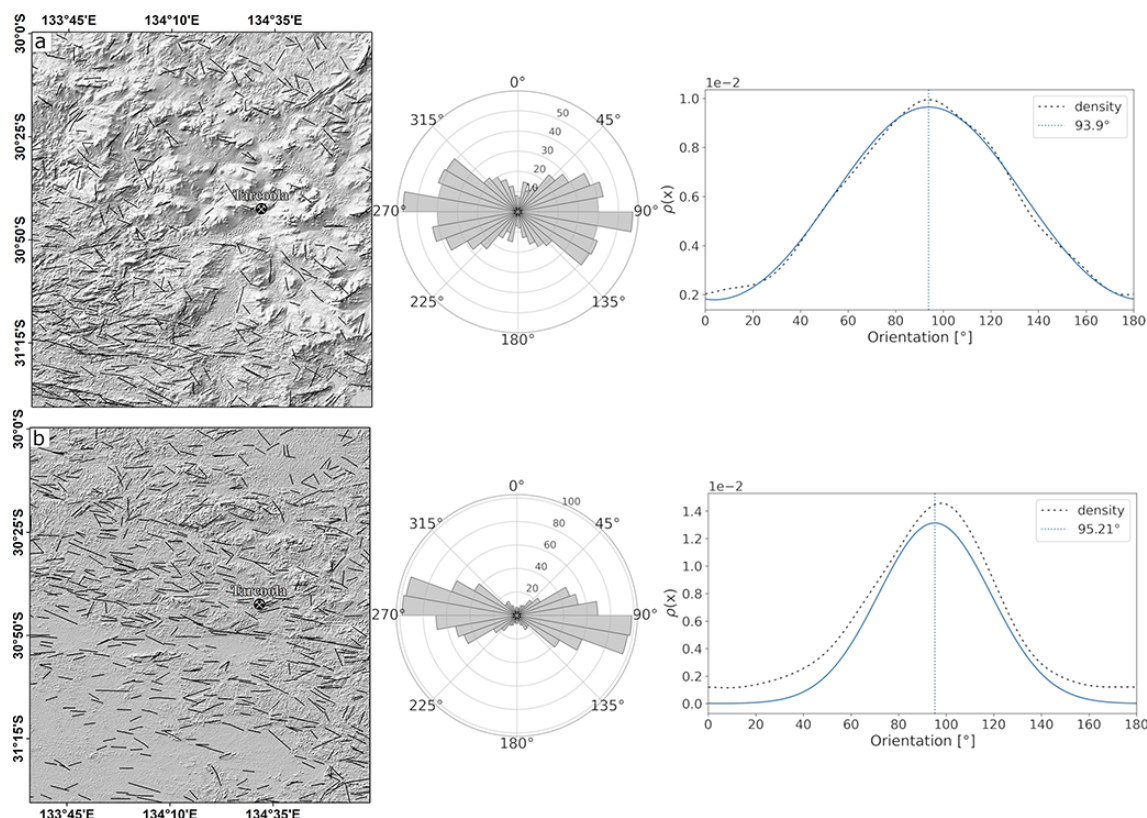 133°45'E 134°10'E 134°35'E
a
30°0'S
30°25'S
30°50'S
31°15'S
Tarcoola
0°
45°
90°
135°
180°
225°
270°
315°
10
20
30
40
50
1e−2
density
93.9°
ρ(x)
1.0
0.8
0.6
0.4
0.2
0 20 40 60 80 100 120 140 160 180
Orientation [°]
b
30°0'S
30°25'S
30°50'S
31°15'S
Tarcoola
133°45'E 134°10'E 134°35'E
0°
45°
90°
135°
180°
225°
270°
315°
20
40
60
80
100
1e−2
density
95.21°
ρ(x)
1.4
1.2
1.0
0.8
0.6
0.4
0.2
0.0
0 20 40 60 80 100 120 140 160 180
Orientation [°]